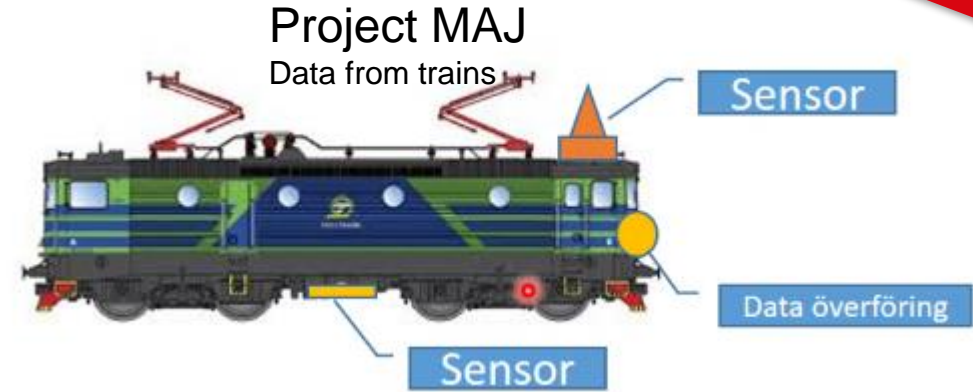 Project MAJ
Data from trains
Sensor
Data överföring
Sensor